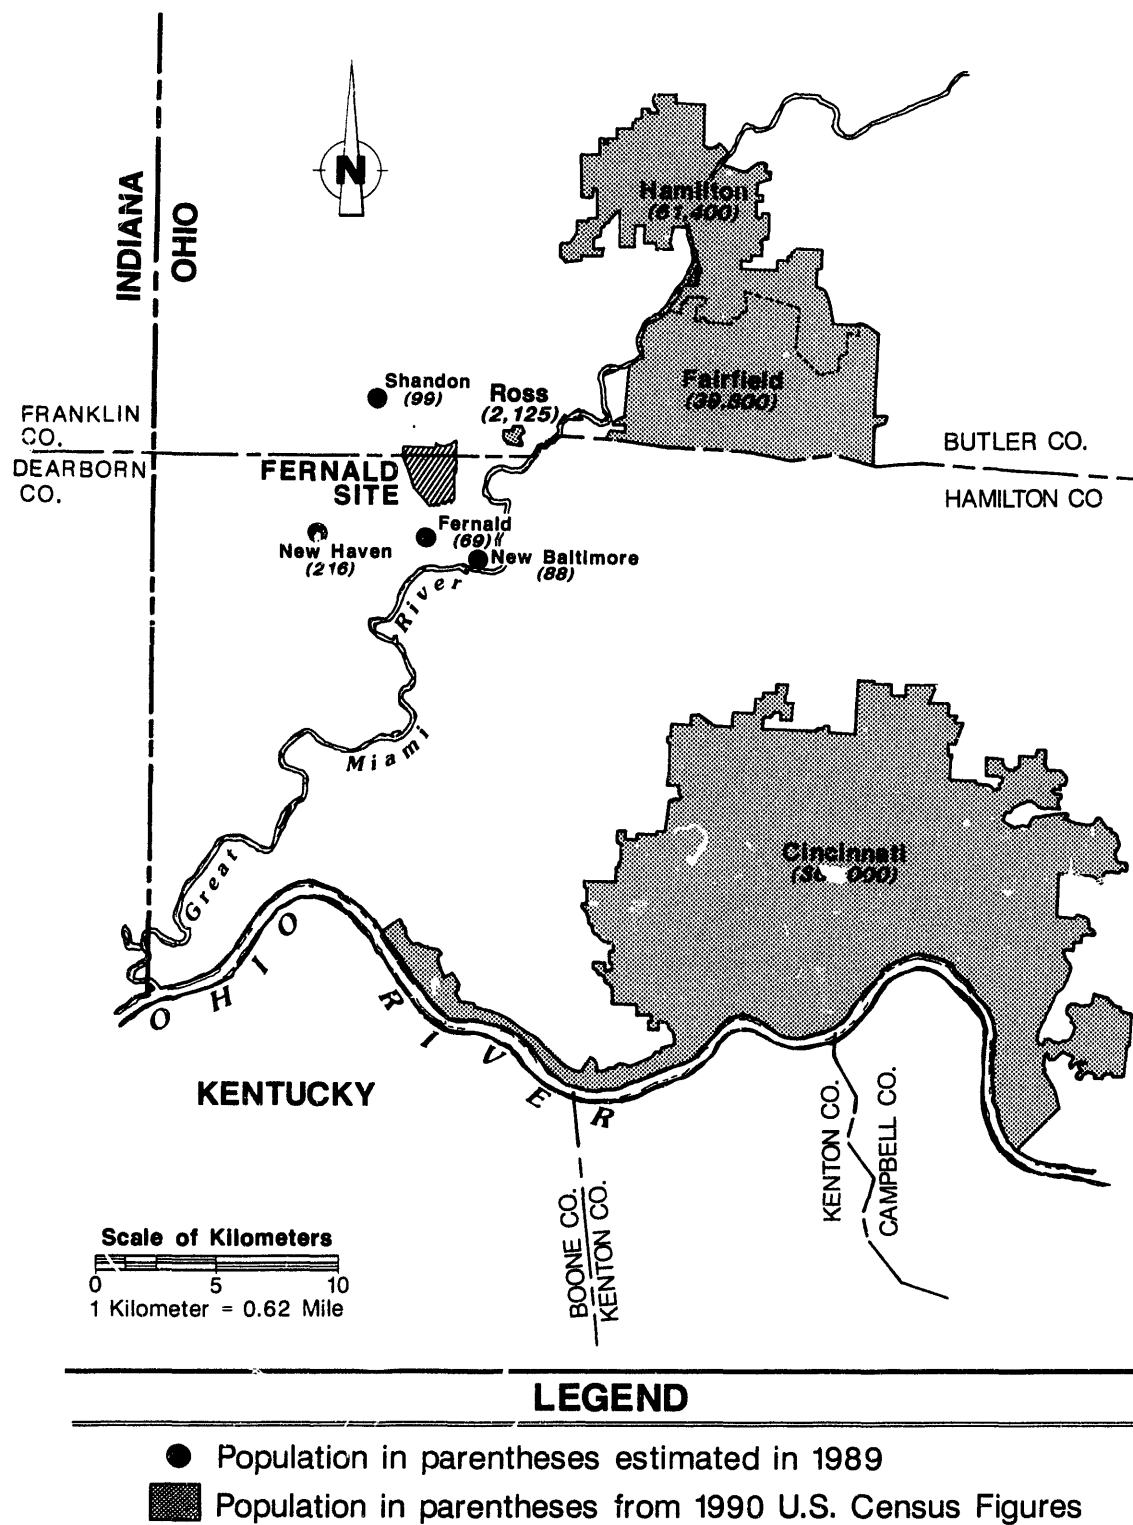 N
INDIANA
OHIO
Hamilton
(61,400)
Shandon
(99)
Ross
(2,125)
Fairfield
(39,800)
FRANKLIN
CO.
DEARBORN
CO.
BUTLER CO.
HAMILTON CO
FERNALD
SITE
Fernald
(69)
New Haven
(216)
New Baltimore
(88)
Great Miami River
Cincinnati
OHIO RIVER
KENTUCKY
BOONE CO.
KENTON CO.
KENTON CO.
CAMPBELL CO.
Scale of Kilometers
0 5 10
1 Kilometer = 0.62 Mile
LEGEND
Population in parentheses estimated in 1989
Population in parentheses from 1990 U.S. Census Figures